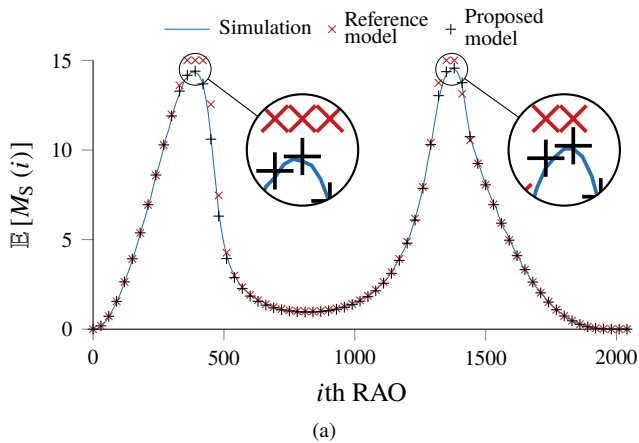 Simulation
Reference model
Proposed model
15
10
5
0
𝔼 [M_S (i)]
0 500 1000 1500 2000
ith RAO
(a)